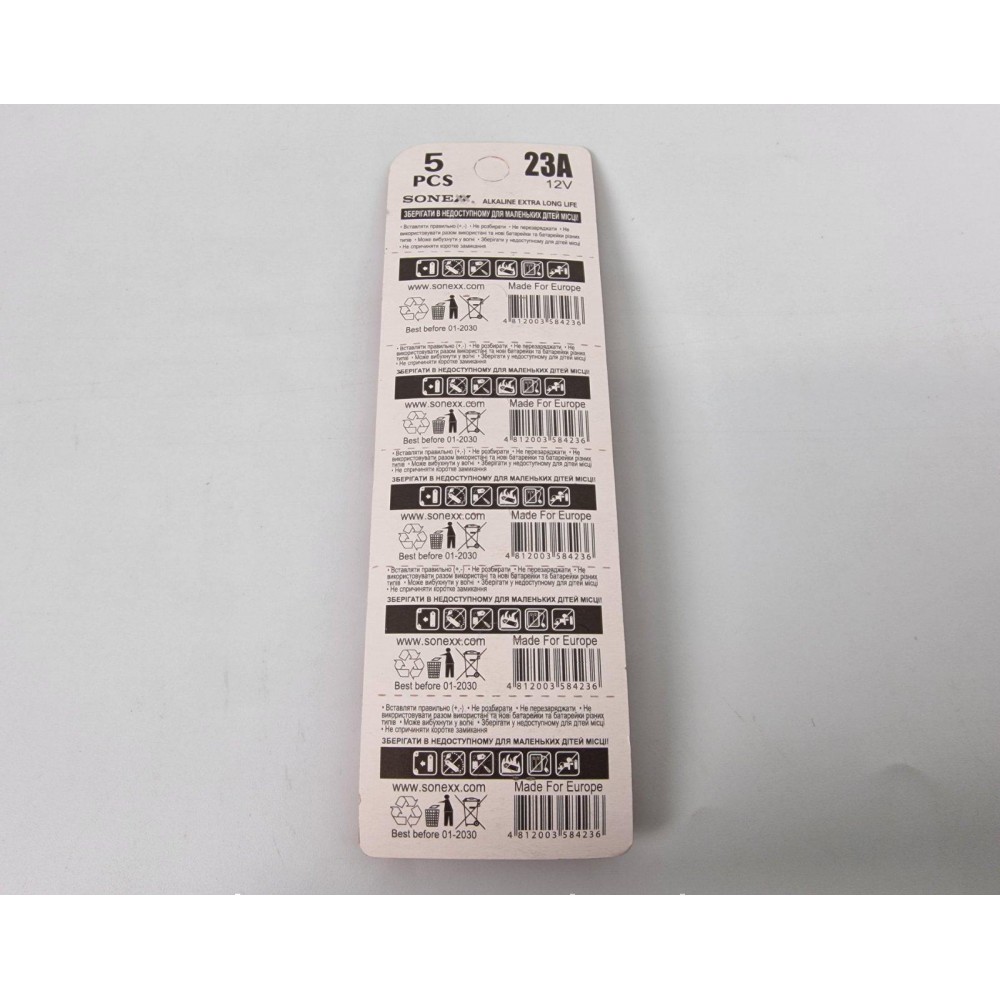 5
PCS
23A
12V
SONEXX. ALKALINE EXTRA LONG LIFE
ЗБЕРІГАТИ В НЕДОСТУПНОМУ ДЛЯ МАЛЕНЬКИХ ДІТЕЙ МІСЦІ!
• Вставляти правильно (+,-) • Не розбирати • Не перезаряджати • Не
використовувати разом використані та нові батарейки та батарейки різних
типів • Може вибухнути у вогні • Зберігати у недоступному для дітей місці
• Не спричиняти коротке замикання
www.sonexx.com Made For Europe
4 812003 584236
Best before 01-2030
• Вставляти правильно (+,-) • Не розбирати • Не перезаряджати • Не
використовувати разом використані та нові батарейки та батарейки різних
типів • Може вибухнути у вогні • Зберігати у недоступному для дітей місці
• Не спричиняти коротке замикання
ЗБЕРІГАТИ В НЕДОСТУПНОМУ ДЛЯ МАЛЕНЬКИХ ДІТЕЙ МІСЦІ!
www.sonexx.com Made For Europe
Best before 01-2030 4 812003 584236
• Вставляти правильно (+,-) • Не розбирати • Не перезаряджати • Не
використовувати разом використані та нові батарейки та батарейки різних
типів • Може вибухнути у вогні • Зберігати у недоступному для дітей місці
• Не спричиняти коротке замикання
ЗБЕРІГАТИ В НЕДОСТУПНОМУ ДЛЯ МАЛЕНЬКИХ ДІТЕЙ МІСЦІ!
www.sonexx.com Made For Europe
Best before 01-2030 4 812003 584236
• Вставляти правильно (+,-) • Не розбирати • Не перезаряджати • Не
використовувати разом використані та нові батарейки та батарейки різних
типів • Може вибухнути у вогні • Зберігати у недоступному для дітей місці
• Не спричиняти коротке замикання
ЗБЕРІГАТИ В НЕДОСТУПНОМУ ДЛЯ МАЛЕНЬКИХ ДІТЕЙ МІСЦІ!
www.sonexx.com Made For Europe
Best before 01-2030 4 812003 584236
• Вставляти правильно (+,-) • Не розбирати • Не перезаряджати • Не
використовувати разом використані та нові батарейки та батарейки різних
типів • Може вибухнути у вогні • Зберігати у недоступному для дітей місці
• Не спричиняти коротке замикання
ЗБЕРІГАТИ В НЕДОСТУПНОМУ ДЛЯ МАЛЕНЬКИХ ДІТЕЙ МІСЦІ!
www.sonexx.com Made For Europe
Best before 01-2030 4 812003 584236